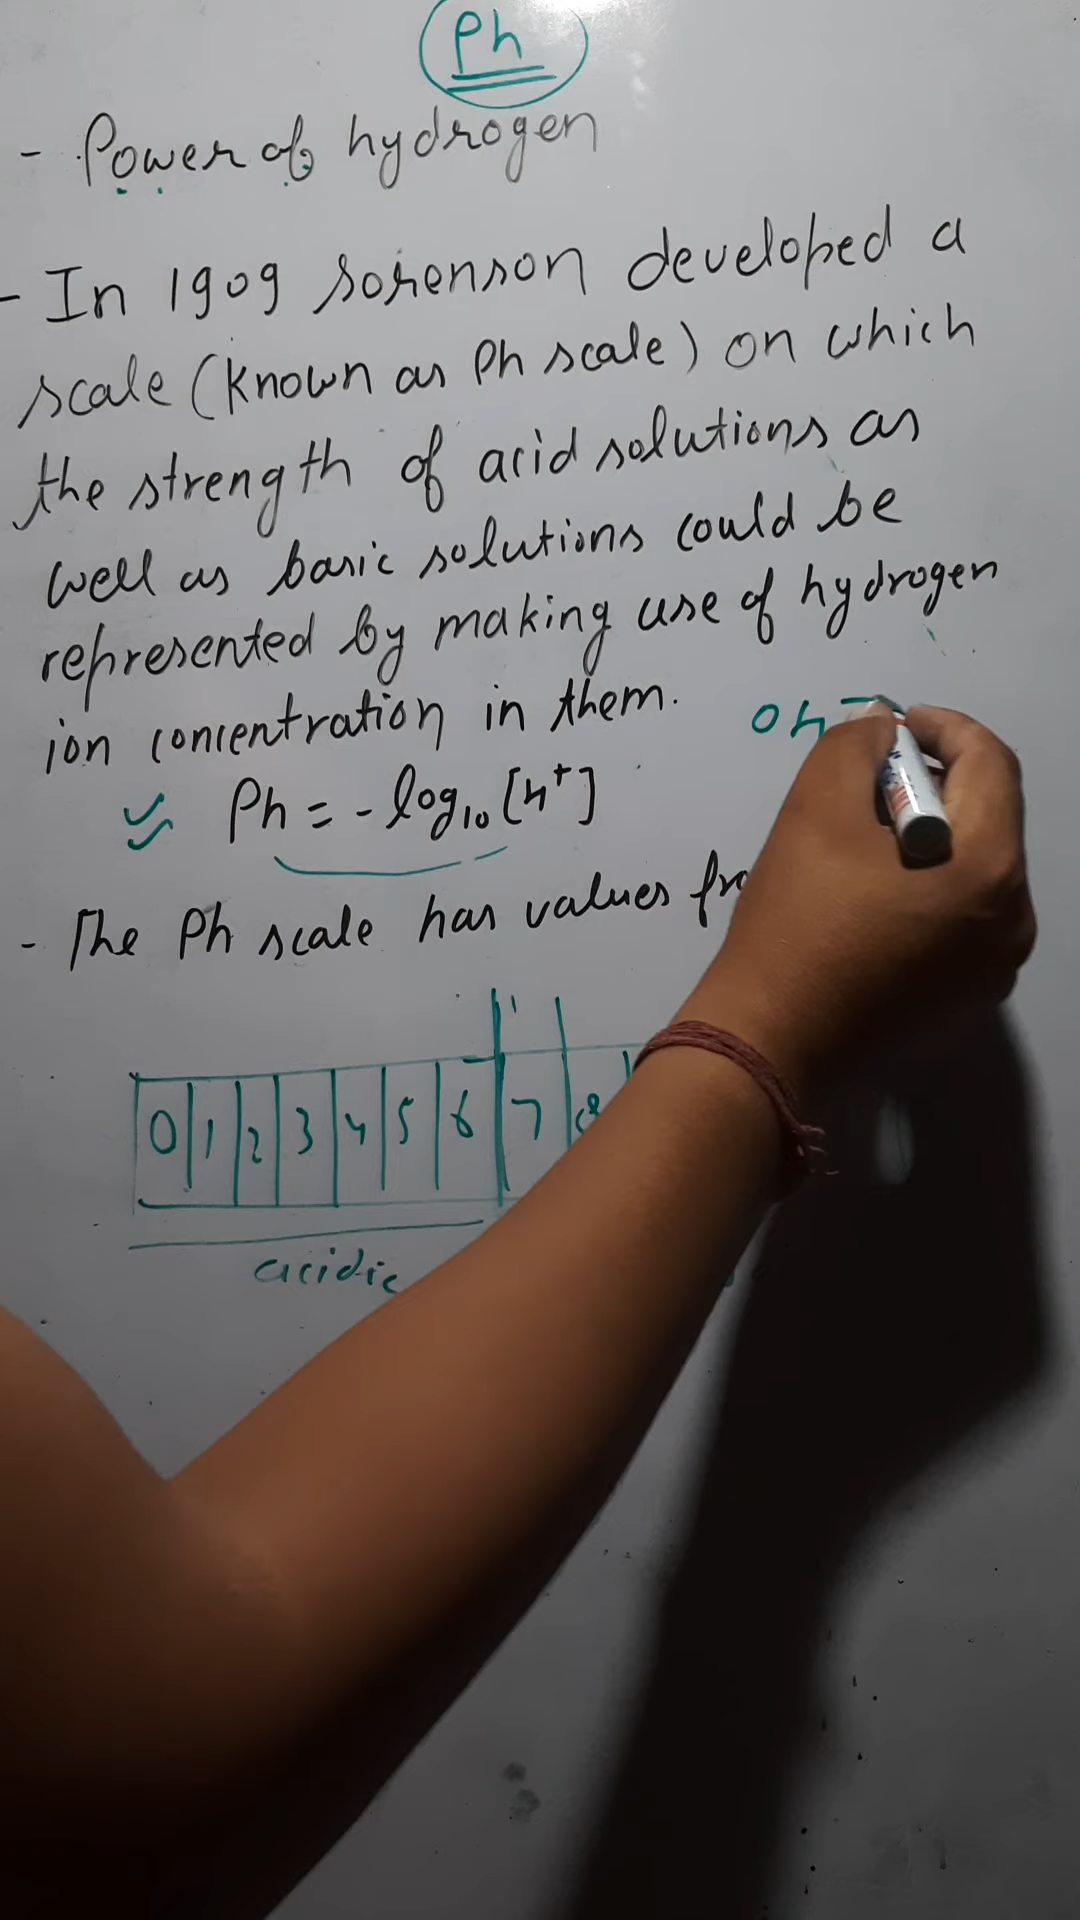 Ph
- Power of hydrogen
- In 1909 sorenson developed a
scale (known as Ph scale) on which
the strength of acid solutions as
well as basic solutions could be
represented by making use of hydrogen
ion concentration in them.
oh -
Ph = -log₁₀ [h⁺]
- The Ph scale has values
0 1 2 3 4 5 6 7 8
acidic